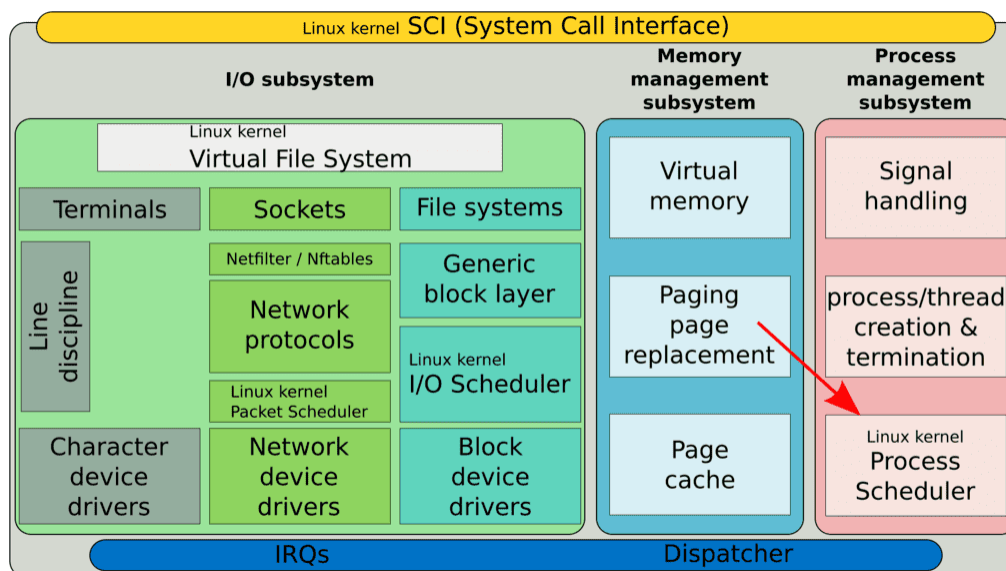 Linux kernel SCI (System Call Interface)
I/O subsystem
Memory
management
subsystem
Process
management
subsystem
Linux kernel
Virtual File System
Terminals
Sockets
File systems
Line
discipline
Netfilter / Nftables
Network
protocols
Linux kernel
Packet Scheduler
Generic
block layer
Linux kernel
I/O Scheduler
Character
device
drivers
Network
device
drivers
Block
device
drivers
Virtual
memory
Paging
page
replacement
Page
cache
Signal
handling
process/thread
creation &
termination
Linux kernel
Process
Scheduler
IRQs
Dispatcher